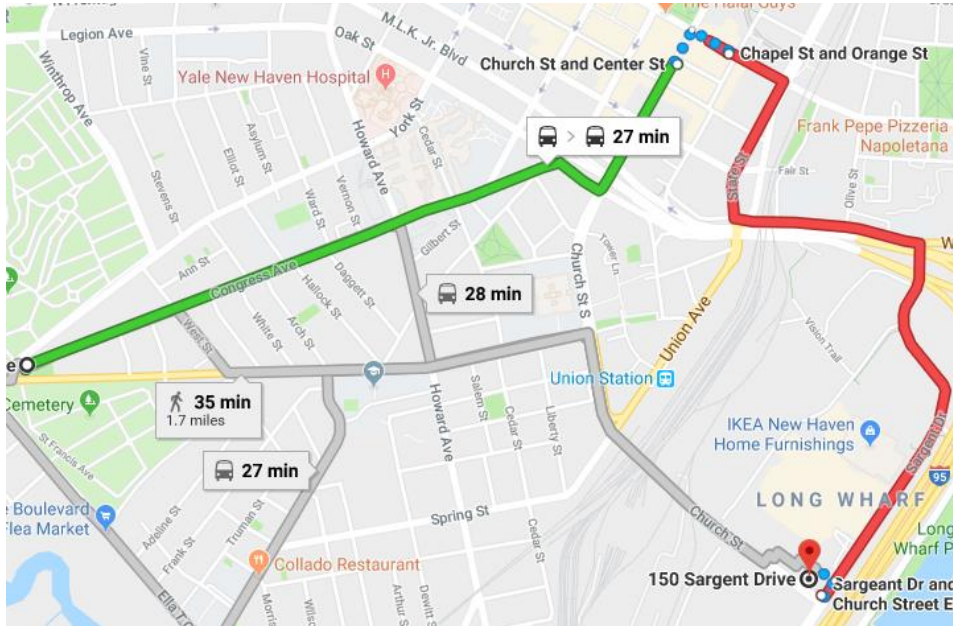 The Halal Guys
Legion Ave
M.L.K. Jr. Blvd
Oak St
Church St and Center St
Chapel St and Orange St
Winthrop Ave
Vine St
Yale New Haven Hospital
H
York St
27 min
Frank Pepe Pizzeria
Napoletana
Howard Ave
Cedar St
Asylum St
Elliot St
Stevens St
Ward St
Vernon St
State St
Fair St
Olive St
Gilbert St
Ann St
Congress Ave
Daggett St
Hallock St
Arch St
White St
West St
Church St S
Tower Ln
W
28 min
Union Ave
Vision Trail
e
Union Station
35 min
1.7 miles
Cemetery
Howard Ave
Salem St
Cedar St
Liberty St
IKEA New Haven
Home Furnishings
Sargent Dr
St Francis Ave
27 min
95
LONG WHARF
e Boulevard
Flea Market
Adeline St
Frank St
Truman St
Spring St
Cedar St
Church St
Long
Wharf P
Collado Restaurant
150 Sargent Drive
Sargeant Dr and
Church Street E
Ella T G
Morris
Wilso
Arthur S
Dewitt S